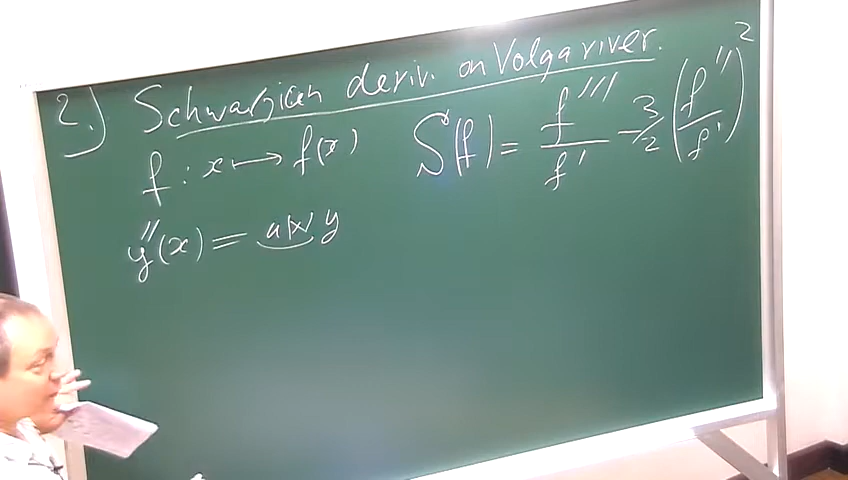 2.) Schwarzian deriv. on Volga river.
f : x ⟼ f(x) S(f) = f'''/f' - 3/2 (f''/f')²
y''(x) = u(x) y